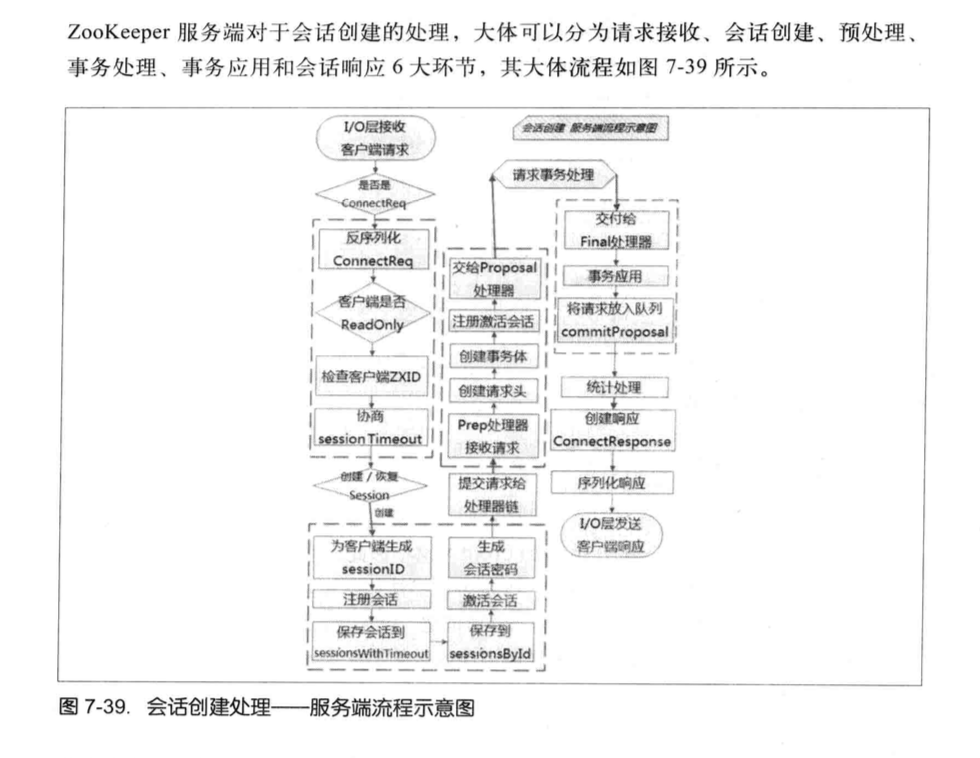 ZooKeeper 服务端对于会话创建的处理，大体可以分为请求接收、会话创建、预处理、
事务处理、事务应用和会话响应 6 大环节，其大体流程如图 7-39 所示。
会话创建 服务端流程示意图
I/O层接收
客户端请求
是否是
ConnectReq
反序列化
ConnectReq
客户端是否
ReadOnly
检查客户端ZXID
协商
sessionTimeout
创建 / 恢复
Session
创建
为客户端生成
sessionID
注册会话
保存会话到
sessionsWithTimeout
保存到
sessionsById
激活会话
生成
会话密码
提交请求给
处理器链
Prep处理器
接收请求
创建请求头
创建事务体
注册激活会话
交给Proposal
处理器
请求事务处理
交付给
Final处理器
事务应用
将请求放入队列
commitProposal
统计处理
创建响应
ConnectResponse
序列化响应
I/O层发送
客户端响应
图 7-39. 会话创建处理——服务端流程示意图